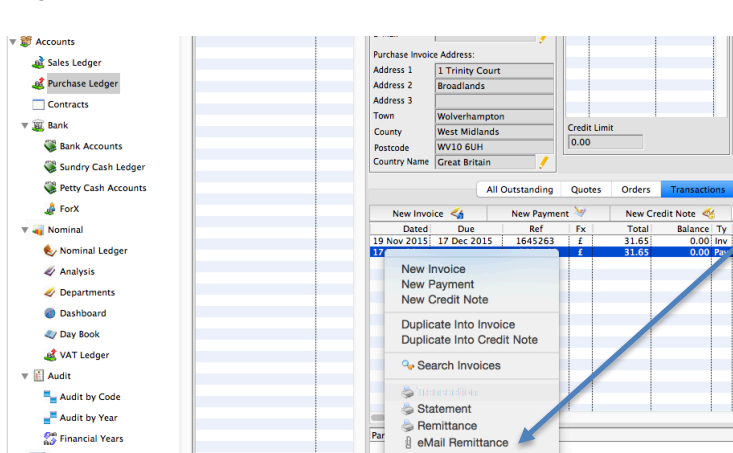 Accounts
Sales Ledger
Purchase Ledger
Contracts
Bank
Bank Accounts
Sundry Cash Ledger
Petty Cash Accounts
ForX
Nominal
Nominal Ledger
Analysis
Departments
Dashboard
Day Book
VAT Ledger
Audit
Audit by Code
Audit by Year
Financial Years
Purchase Invoice Address:
Address 1 1 Trinity Court
Address 2 Broadlands
Address 3
Town Wolverhampton
County West Midlands
Postcode WV10 6UH
Country Name Great Britain
Credit Limit
0.00
All Outstanding Quotes Orders Transactions
New Invoice New Payment New Credit Note
Dated Due Ref Fx Total Balance Ty
19 Nov 2015 17 Dec 2015 1645263 £ 31.65 0.00 Inv
17 £ 31.65 0.00 Pay
New Invoice
New Payment
New Credit Note
Duplicate Into Invoice
Duplicate Into Credit Note
Search Invoices
Statement
Remittance
Par
eMail Remittance